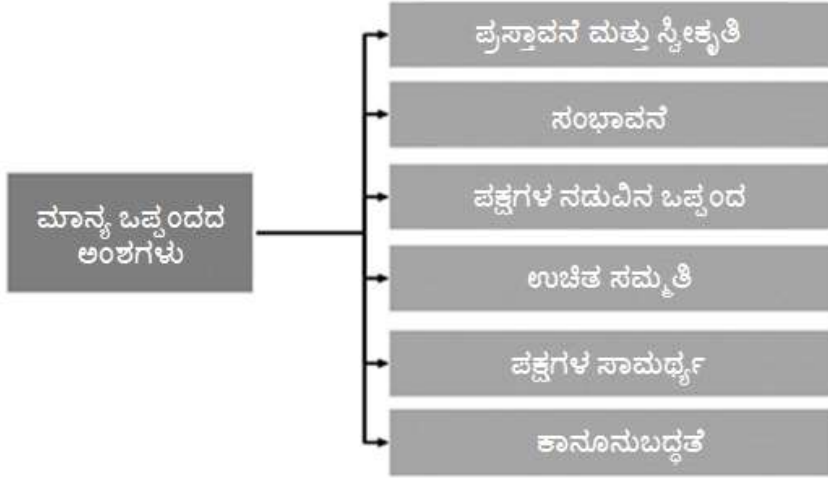 ಮಾನ್ಯ ಒಪ್ಪಂದದ
ಅಂಶಗಳು
ಪ್ರಸ್ತಾವನೆ ಮತ್ತು ಸ್ವೀಕೃತಿ
ಸಂಭಾವನೆ
ಪಕ್ಷಗಳ ನಡುವಿನ ಒಪ್ಪಂದ
ಉಚಿತ ಸಮ್ಮತಿ
ಪಕ್ಷಗಳ ಸಾಮರ್ಥ್ಯ
ಕಾನೂನುಬದ್ಧತೆ